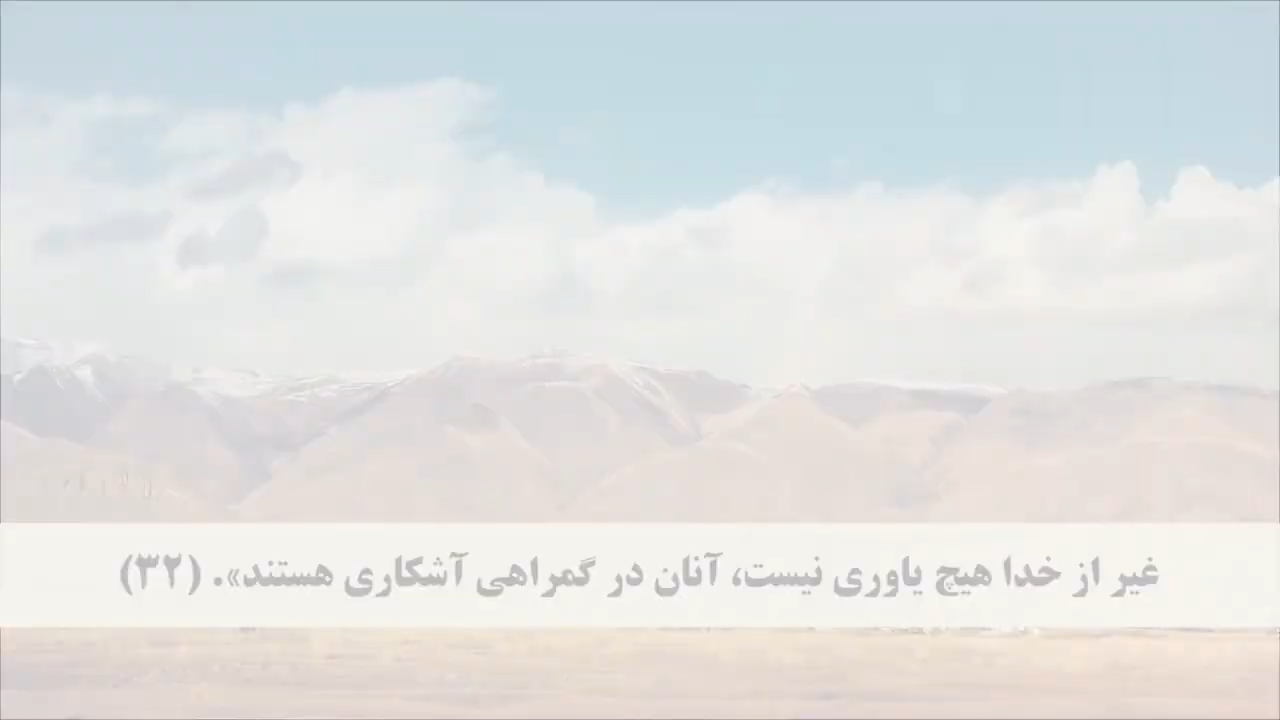 غیر از خدا هیچ یاوری نیست، آنان در گمراهی آشکاری هستند». (۳۲)